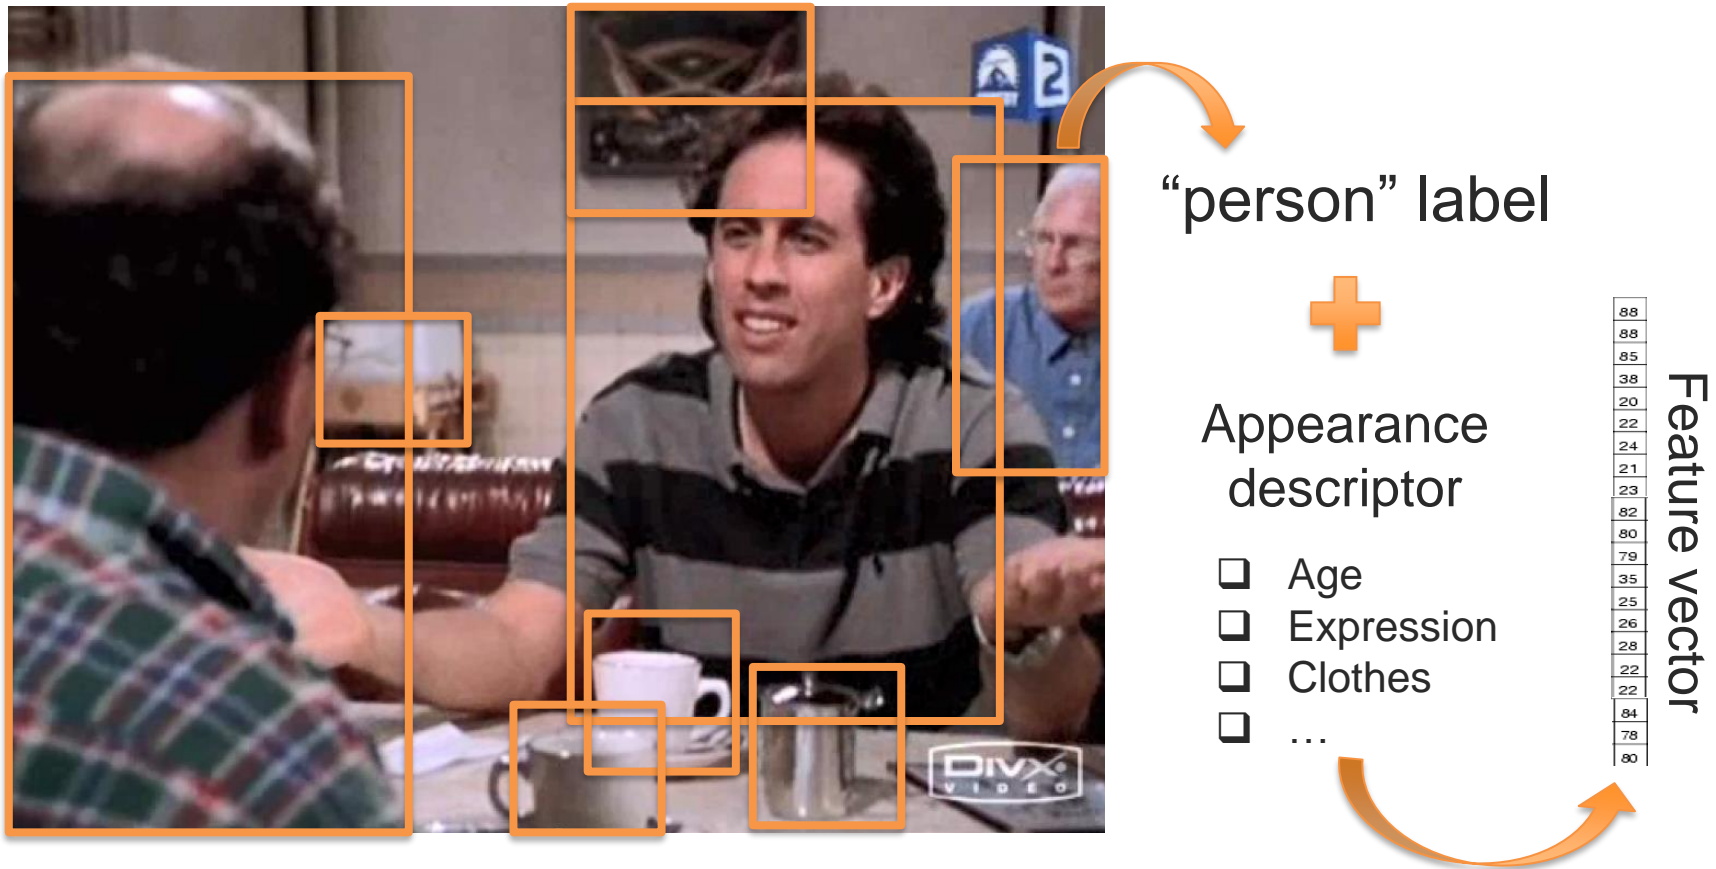 2
“person” label
Appearance
descriptor
❑ Age
❑ Expression
❑ Clothes
❑ …
DIVX
VIDEO
88
88
85
38
20
22
24
21
23
82
80
79
35
25
26
28
22
22
84
78
80
Feature vector